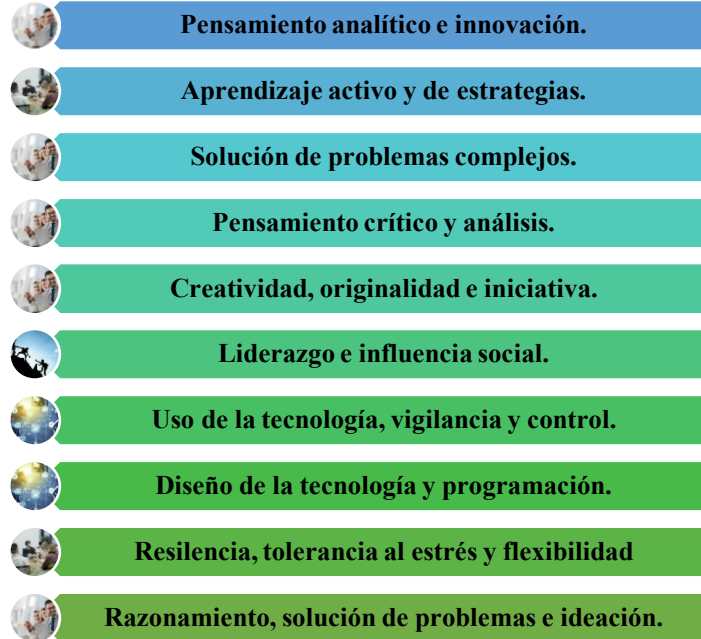 Pensamiento analítico e innovación.
Aprendizaje activo y de estrategias.
Solución de problemas complejos.
Pensamiento crítico y análisis.
Creatividad, originalidad e iniciativa.
Liderazgo e influencia social.
Uso de la tecnología, vigilancia y control.
Diseño de la tecnología y programación.
Resilencia, tolerancia al estrés y flexibilidad
Razonamiento, solución de problemas e ideación.